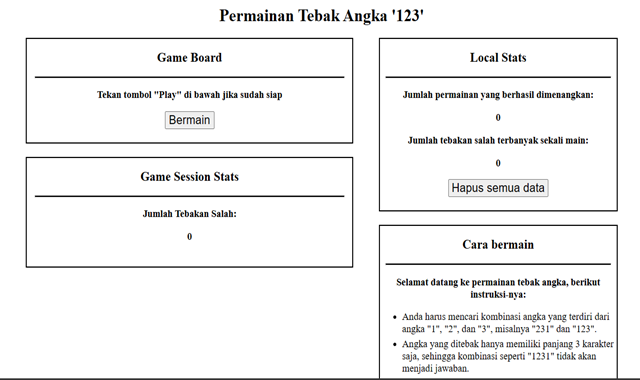 Permainan Tebak Angka '123'
Game Board
Tekan tombol "Play" di bawah jika sudah siap
Bermain
Game Session Stats
Jumlah Tebakan Salah:
0
Local Stats
Jumlah permainan yang berhasil dimenangkan:
0
Jumlah tebakan salah terbanyak sekali main:
0
Hapus semua data
Cara bermain
Selamat datang ke permainan tebak angka, berikut
instruksi-nya:
Anda harus mencari kombinasi angka yang terdiri dari
angka "1", "2", dan "3", misalnya "231" dan "123".
Angka yang ditebak hanya memiliki panjang 3 karakter
saja, sehingga kombinasi seperti "1231" tidak akan
menjadi jawaban.